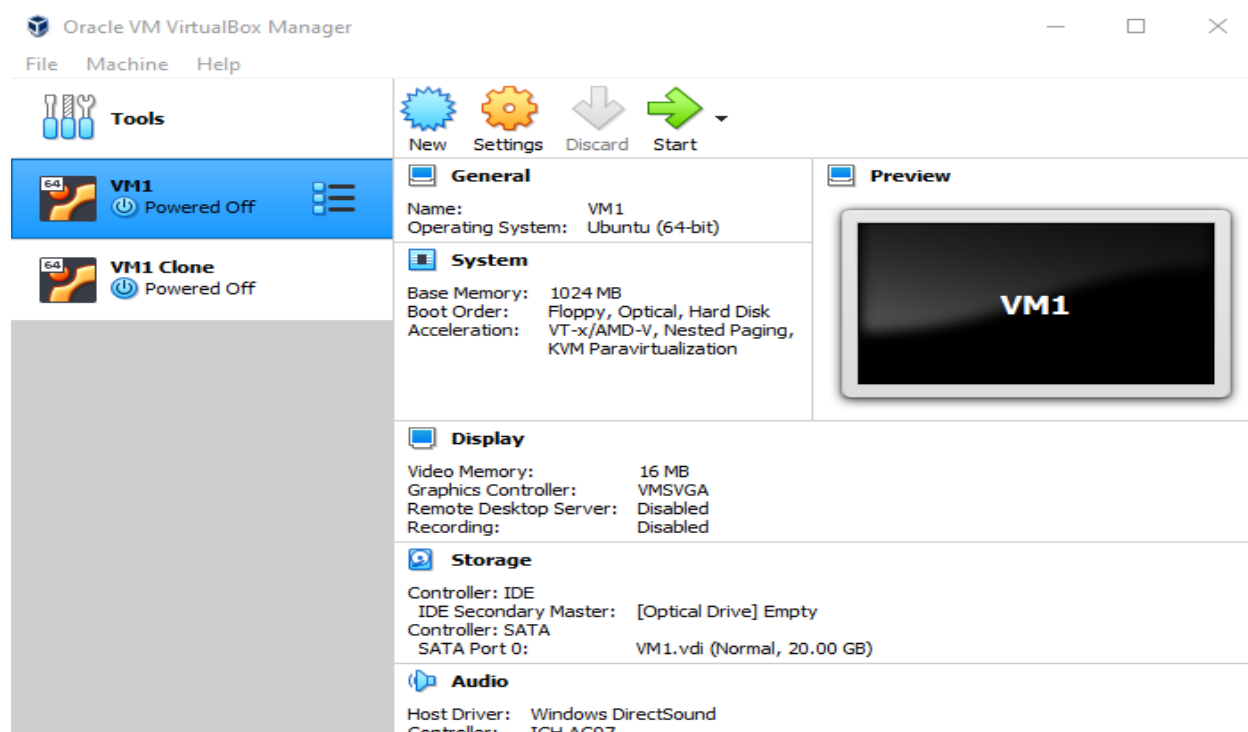 Oracle VM VirtualBox Manager
File Machine Help
Tools
New Settings Discard Start
64
VM1
Powered Off
64
VM1 Clone
Powered Off
General
Name: VM1
Operating System: Ubuntu (64-bit)
Preview
VM1
System
Base Memory: 1024 MB
Boot Order: Floppy, Optical, Hard Disk
Acceleration: VT-x/AMD-V, Nested Paging,
KVM Paravirtualization
Display
Video Memory: 16 MB
Graphics Controller: VMSVGA
Remote Desktop Server: Disabled
Recording: Disabled
Storage
Controller: IDE
IDE Secondary Master: [Optical Drive] Empty
Controller: SATA
SATA Port 0: VM1.vdi (Normal, 20.00 GB)
Audio
Host Driver: Windows DirectSound
Controller: ICH AC97